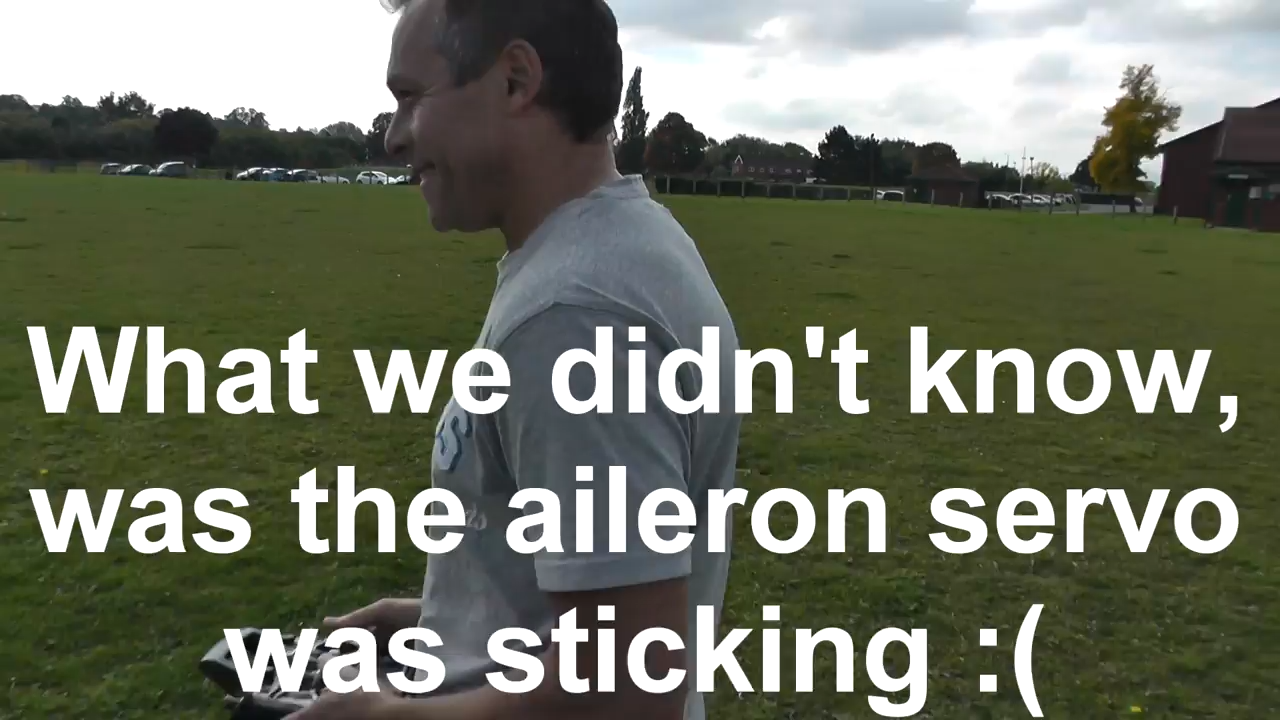 What we didn't know,
was the aileron servo
was sticking :(